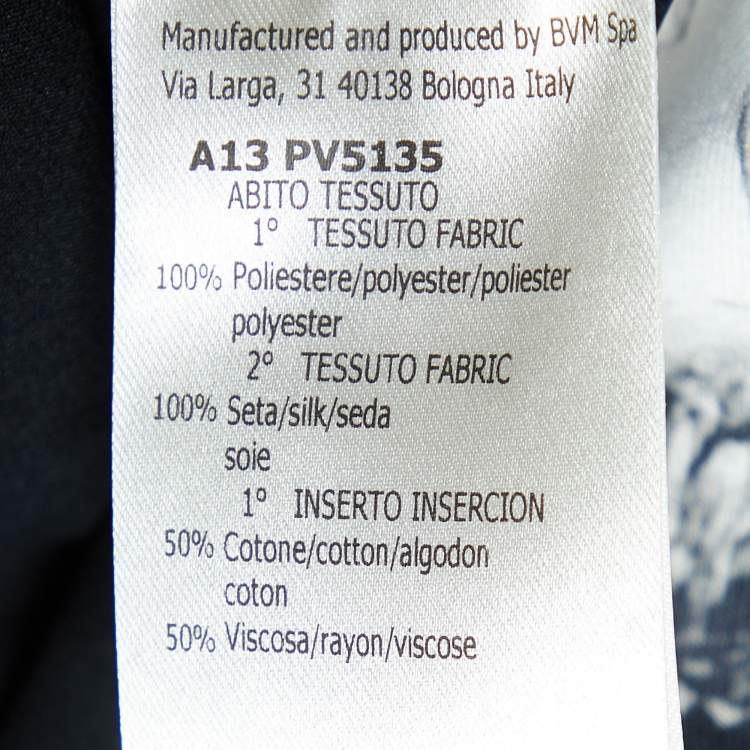 Manufactured and produced by BVM Spa
Via Larga, 31 40138 Bologna Italy
A13 PV5135
ABITO TESSUTO
1° TESSUTO FABRIC
100% Poliestere/polyester/poliester
polyester
2° TESSUTO FABRIC
100% Seta/silk/seda
soie
1° INSERTO INSERCION
50% Cotone/cotton/algodon
coton
50% Viscosa/rayon/viscose